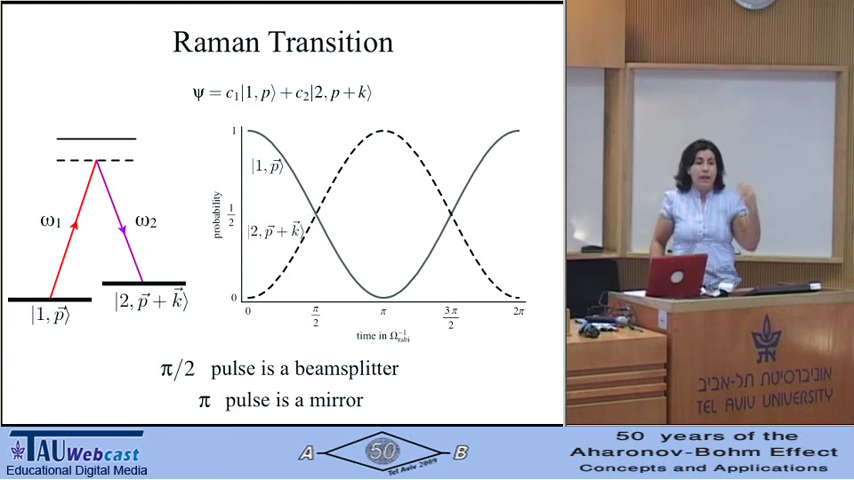 Raman Transition
ψ = c₁|1, p⟩ + c₂|2, p + k⟩
ω₁
ω₂
|1, p⃗⟩
|2, p⃗ + k⃗⟩
probability
1
1/2
0
|1, p⃗⟩
|2, p⃗ + k⃗⟩
0
π/2
π
3π/2
2π
time in Ω⁻¹rabi
π/2 pulse is a beamsplitter
π pulse is a mirror
אוניברסיטת תל-אביב
TEL AVIV UNIVERSITY
TAU Webcast
Educational Digital Media
A 50 B
Tel Aviv 2009
50 years of the
Aharonov-Bohm Effect
Concepts and Applications